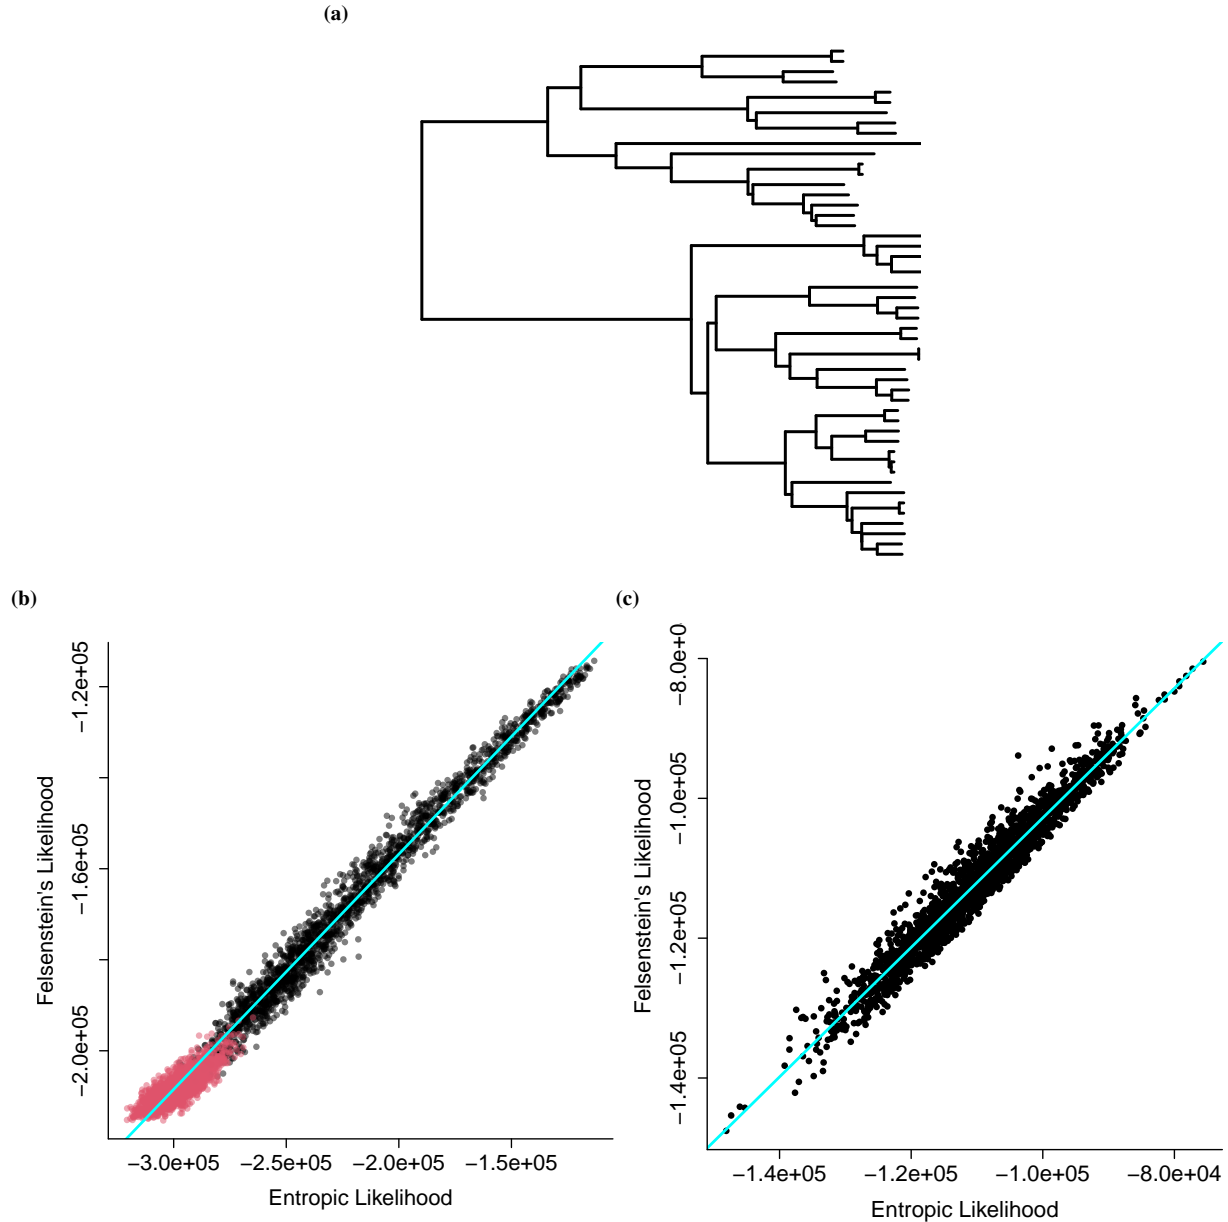 (a)
(b)
(c)
Felsenstein's Likelihood
−1.2e+05
−1.6e+05
−2.0e+05
−3.0e+05 −2.5e+05 −2.0e+05 −1.5e+05
Entropic Likelihood
Felsenstein's Likelihood
−8.0e+0
−1.0e+05
−1.2e+05
−1.4e+05
−1.4e+05 −1.2e+05 −1.0e+05 −8.0e+04
Entropic Likelihood